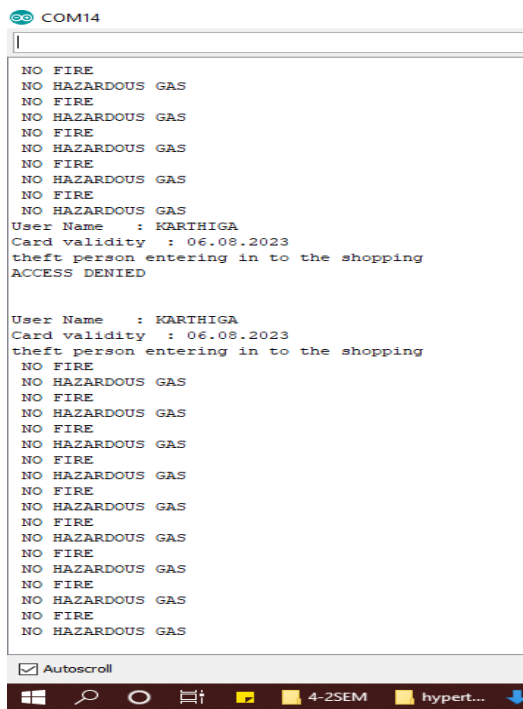 COM14
NO FIRE
NO HAZARDOUS GAS
NO FIRE
NO HAZARDOUS GAS
NO FIRE
NO HAZARDOUS GAS
NO FIRE
NO HAZARDOUS GAS
NO FIRE
NO HAZARDOUS GAS
User Name   : KARTHIGA
Card validity  : 06.08.2023
theft person entering in to the shopping
ACCESS DENIED
User Name   : KARTHIGA
Card validity  : 06.08.2023
theft person entering in to the shopping
NO FIRE
NO HAZARDOUS GAS
NO FIRE
NO HAZARDOUS GAS
NO FIRE
NO HAZARDOUS GAS
NO FIRE
NO HAZARDOUS GAS
NO FIRE
NO HAZARDOUS GAS
NO FIRE
NO HAZARDOUS GAS
NO FIRE
NO HAZARDOUS GAS
NO FIRE
NO HAZARDOUS GAS
NO FIRE
NO HAZARDOUS GAS
Autoscroll
4-2SEM hypert...